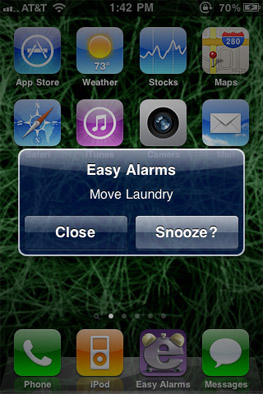 AT&T 1:42 PM 70%
73°
280
App Store Weather Stocks Maps
Safari iTunes Camera Mail
Easy Alarms
Move Laundry
Close Snooze?
e
Phone iPod Easy Alarms Messages